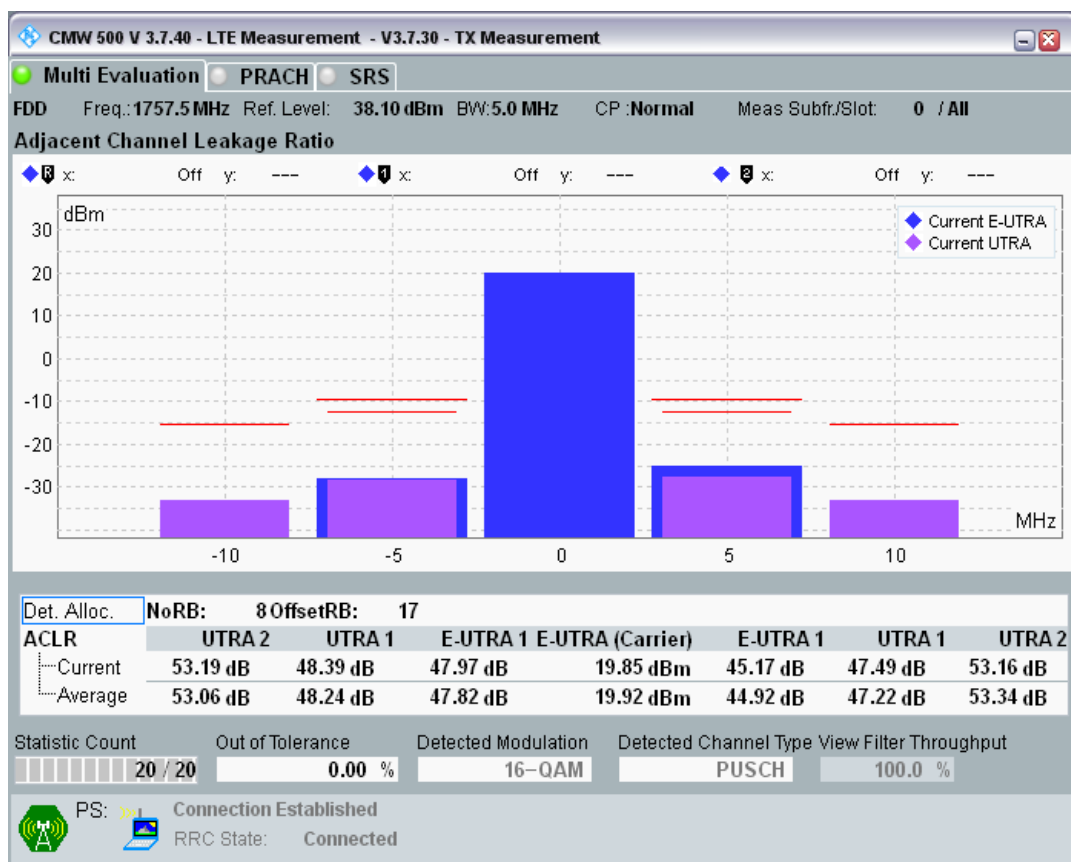 CMW 500 V 3.7.40 - LTE Measurement - V3.7.30 - TX Measurement
Multi Evaluation PRACH SRS
FDD Freq.:1757.5 MHz Ref. Level: 38.10 dBm BW:5.0 MHz CP :Normal Meas Subfr./Slot: 0 / All
Adjacent Channel Leakage Ratio
R x: Off y: --- 1 x: Off y: --- 2 x: Off y: ---
dBm
Current E-UTRA
Current UTRA
30
20
10
0
-10
-20
-30
MHz
-10 -5 0 5 10
Det. Alloc. NoRB: 8 OffsetRB: 17
ACLR UTRA 2 UTRA 1 E-UTRA 1 E-UTRA (Carrier) E-UTRA 1 UTRA 1 UTRA 2
Current 53.19 dB 48.39 dB 47.97 dB 19.85 dBm 45.17 dB 47.49 dB 53.16 dB
Average 53.06 dB 48.24 dB 47.82 dB 19.92 dBm 44.92 dB 47.22 dB 53.34 dB
Statistic Count Out of Tolerance Detected Modulation Detected Channel Type View Filter Throughput
20 / 20 0.00 % 16-QAM PUSCH 100.0 %
PS: Connection Established
RRC State: Connected